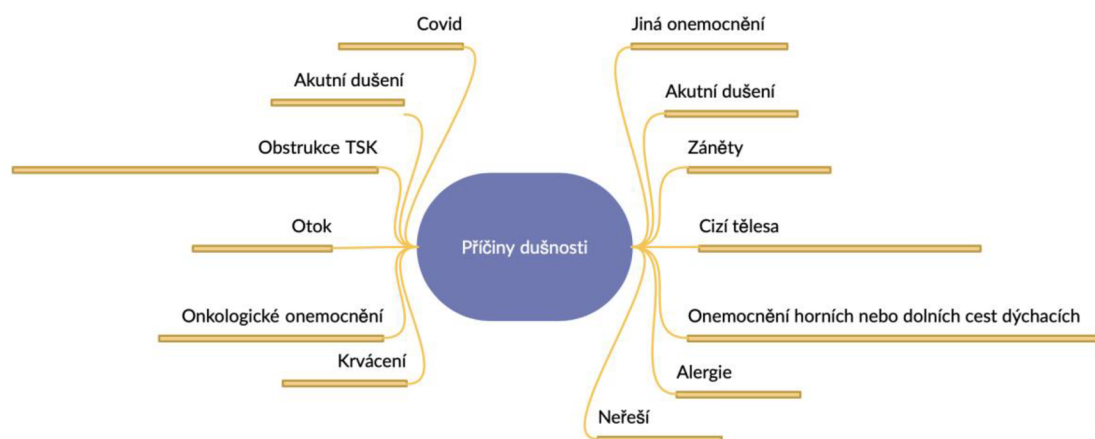 Covid
Akutní dušení
Obstrukce TSK
Otok
Onkologické onemocnění
Krvácení
Příčiny dušnosti
Jiná onemocnění
Akutní dušení
Záněty
Cizí tělesa
Onemocnění horních nebo dolních cest dýchacích
Alergie
Neřeší